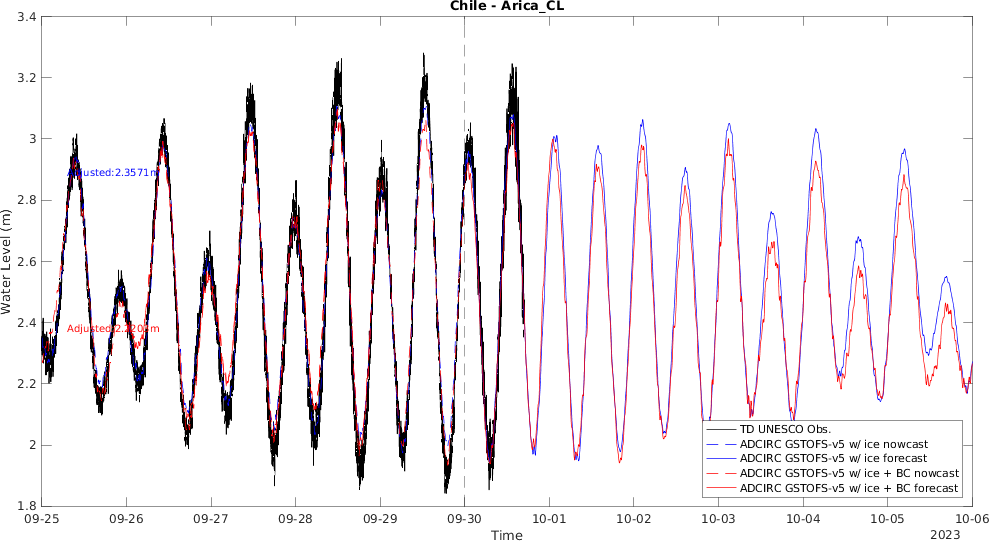 Chile - Arica_CL
3.4
3.2
3
2.8
2.6
2.4
2.2
2
1.8
Water Level (m)
Adjusted:2.3571m
TD UNESCO Obs.
ADCIRC GSTOFS-v5 w/ ice nowcast
ADCIRC GSTOFS-v5 w/ ice forecast
ADCIRC GSTOFS-v5 w/ ice + BC nowcast
ADCIRC GSTOFS-v5 w/ ice + BC forecast
09-25 09-26 09-27 09-28 09-29 09-30 10-01 10-02 10-03 10-04 10-05 10-06
Time
2023